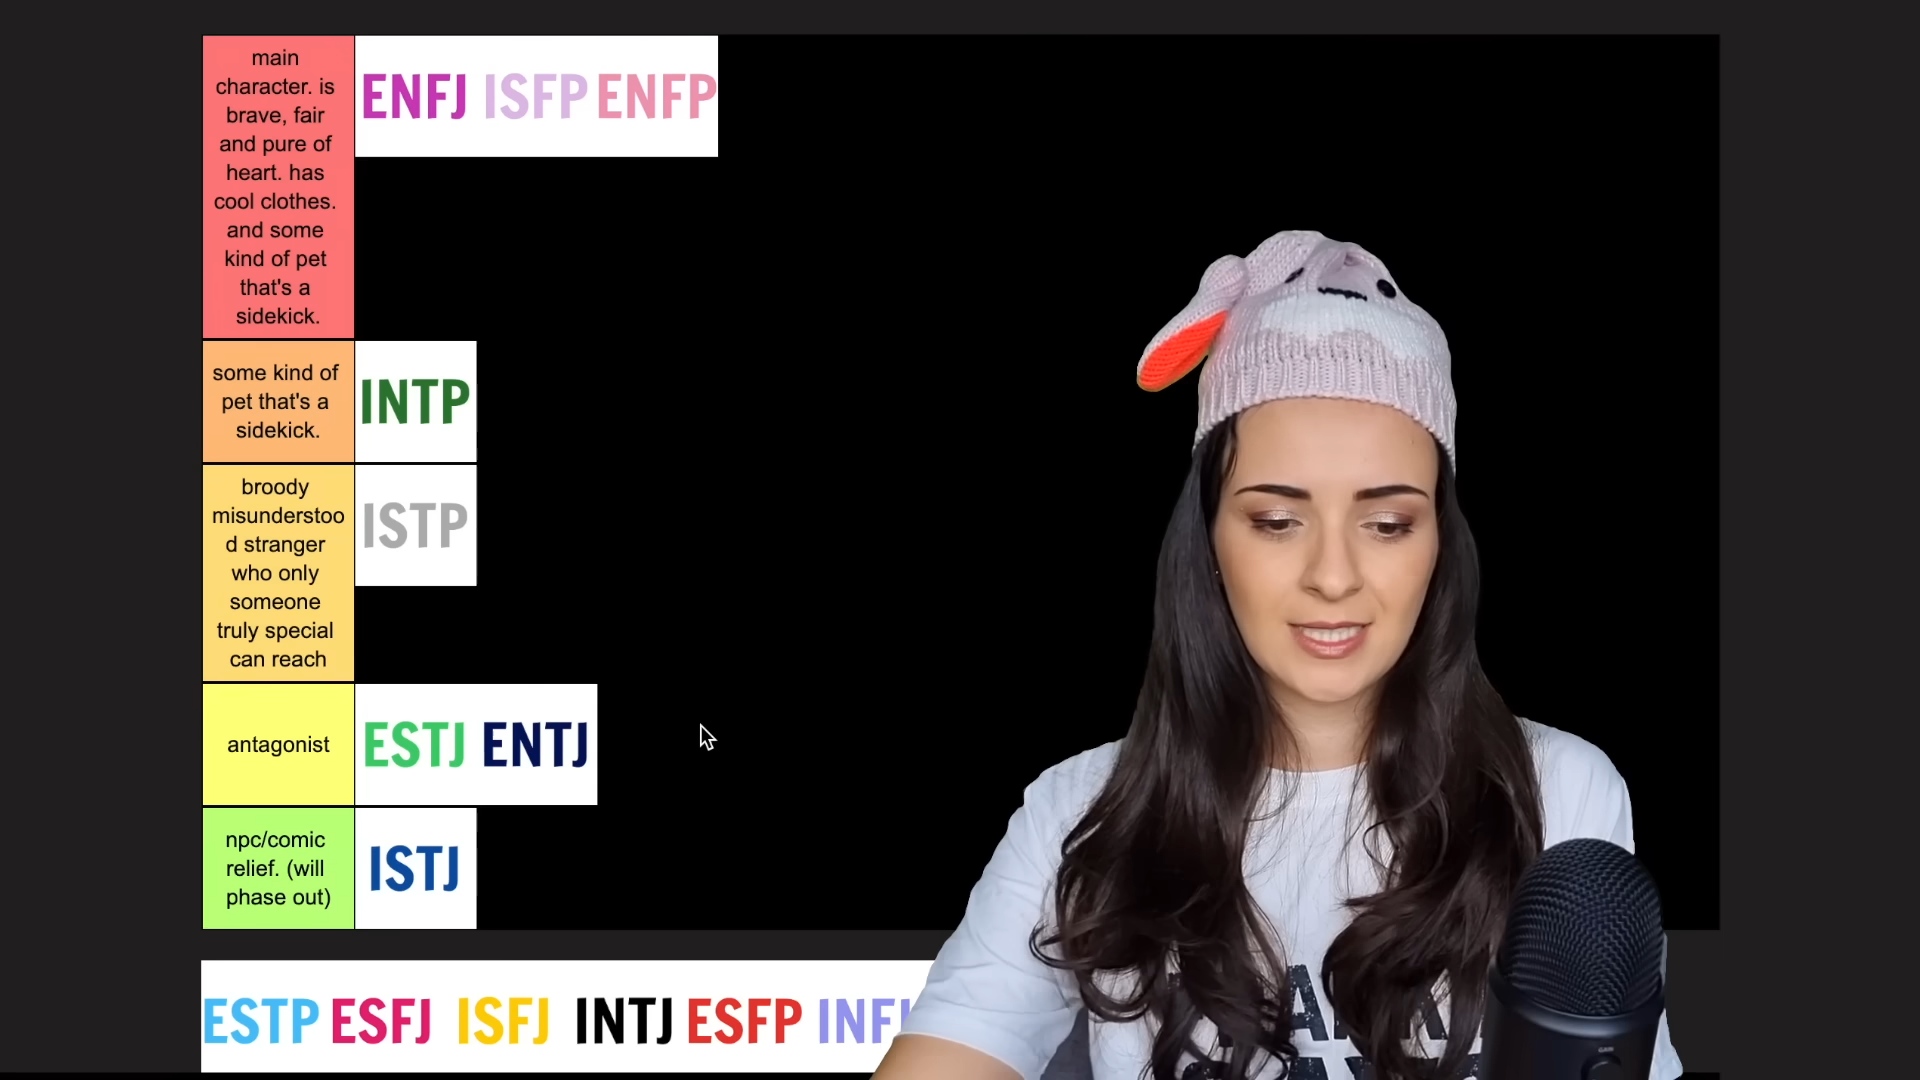 main
character. is
brave, fair
and pure of
heart. has
cool clothes.
and some
kind of pet
that's a
sidekick.
ENFJ ISFP ENFP
some kind of
pet that's a
sidekick.
INTP
broody
misunderstoo
d stranger
who only
someone
truly special
can reach
ISTP
antagonist
ESTJ ENTJ
npc/comic
relief. (will
phase out)
ISTJ
ESTP ESFJ ISFJ INTJ ESFP